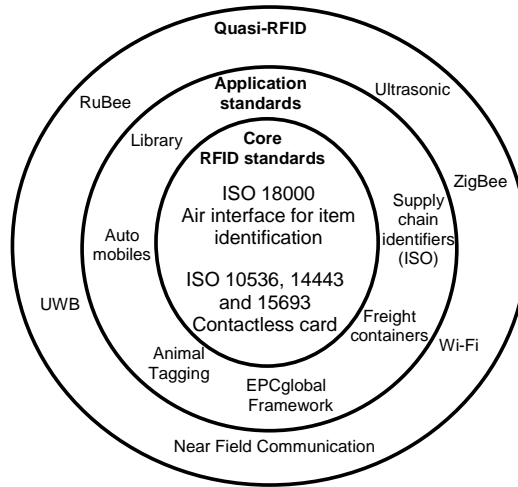 Quasi-RFID
Application
standards
RuBee
Ultrasonic
Library
Core
RFID standards
ZigBee
ISO 18000
Air interface for item
identification
Supply
chain
identifiers
(ISO)
Auto
mobiles
ISO 10536, 14443
and 15693
Contactless card
UWB
Freight
containers
Wi-Fi
Animal
Tagging
EPCglobal
Framework
Near Field Communication